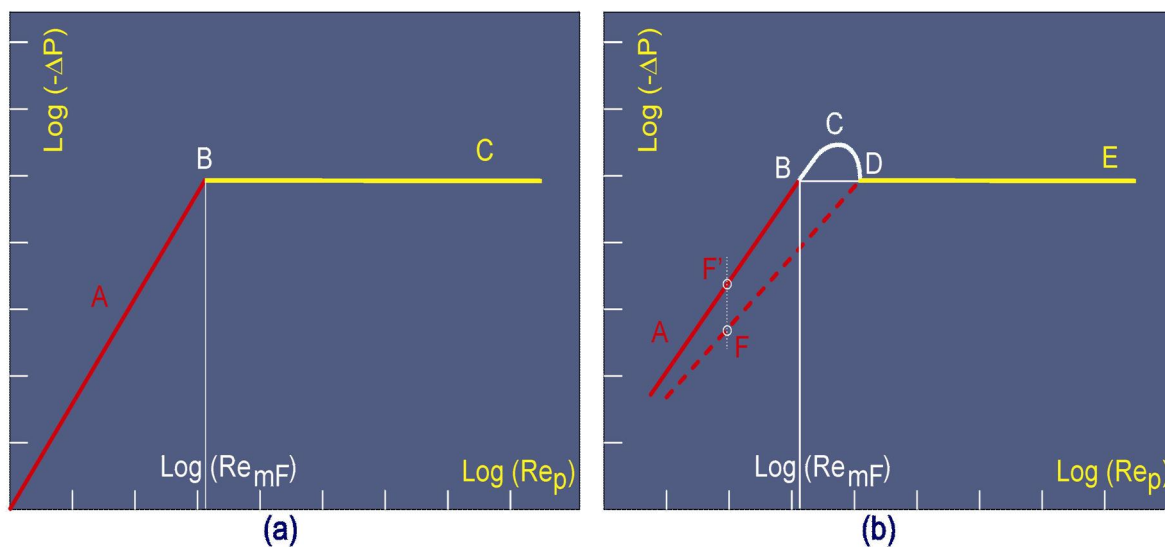 Log (-ΔP)
B
C
A
Log (Re_mF)
Log (Re_p)
(a)
Log (-ΔP)
C
B
D
E
F'
A
F
Log (Re_mF)
Log (Re_p)
(b)